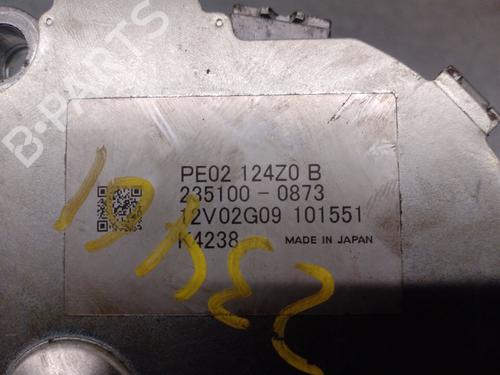 B-PARTS
PE02 124Z0 B
235100-0873
12V02G09 101551
K4238 MADE IN JAPAN